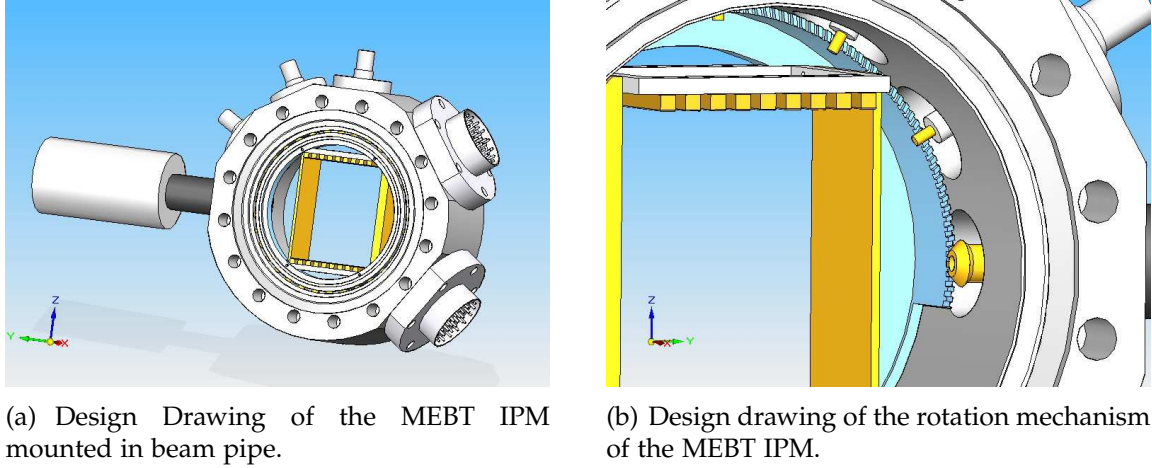 Z
Y
X
Z
X
Y
(a) Design Drawing of the MEBT IPM
mounted in beam pipe.
(b) Design drawing of the rotation mechanism
of the MEBT IPM.